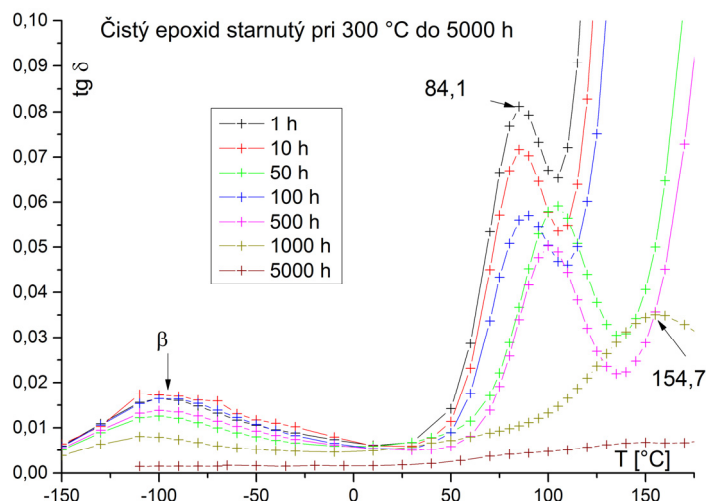 Čistý epoxid starnutý pri 300 °C do 5000 h
tg δ
0,10
0,09
0,08
0,07
0,06
0,05
0,04
0,03
0,02
0,01
0,00
84,1
1 h
10 h
50 h
100 h
500 h
1000 h
5000 h
β
154,7
T [°C]
-150
-100
-50
0
50
100
150